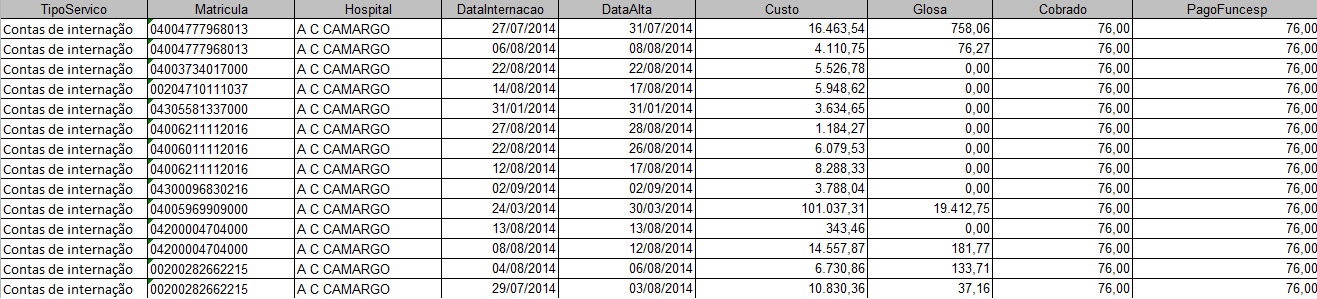 TipoServico Matricula Hospital DataInternacao DataAlta Custo Glosa Cobrado PagoFuncesp
Contas de internação 04004777968013 A C CAMARGO 27/07/2014 31/07/2014 16.463,54 758,06 76,00 76,00
Contas de internação 04004777968013 A C CAMARGO 06/08/2014 08/08/2014 4.110,75 76,27 76,00 76,00
Contas de internação 04003734017000 A C CAMARGO 22/08/2014 22/08/2014 5.526,78 0,00 76,00 76,00
Contas de internação 00204710111037 A C CAMARGO 14/08/2014 17/08/2014 5.948,62 0,00 76,00 76,00
Contas de internação 04305581337000 A C CAMARGO 31/01/2014 31/01/2014 3.634,65 0,00 76,00 76,00
Contas de internação 04006211112016 A C CAMARGO 27/08/2014 28/08/2014 1.184,27 0,00 76,00 76,00
Contas de internação 04006011112016 A C CAMARGO 22/08/2014 26/08/2014 6.079,53 0,00 76,00 76,00
Contas de internação 04006211112016 A C CAMARGO 12/08/2014 17/08/2014 8.288,33 0,00 76,00 76,00
Contas de internação 04300096830216 A C CAMARGO 02/09/2014 02/09/2014 3.788,04 0,00 76,00 76,00
Contas de internação 04005969909000 A C CAMARGO 24/03/2014 30/03/2014 101.037,31 19.412,75 76,00 76,00
Contas de internação 04200004704000 A C CAMARGO 13/08/2014 13/08/2014 343,46 0,00 76,00 76,00
Contas de internação 04200004704000 A C CAMARGO 08/08/2014 12/08/2014 14.557,87 181,77 76,00 76,00
Contas de internação 00200282662215 A C CAMARGO 04/08/2014 06/08/2014 6.730,86 133,71 76,00 76,00
Contas de internação 00200282662215 A C CAMARGO 29/07/2014 03/08/2014 10.830,36 37,16 76,00 76,00